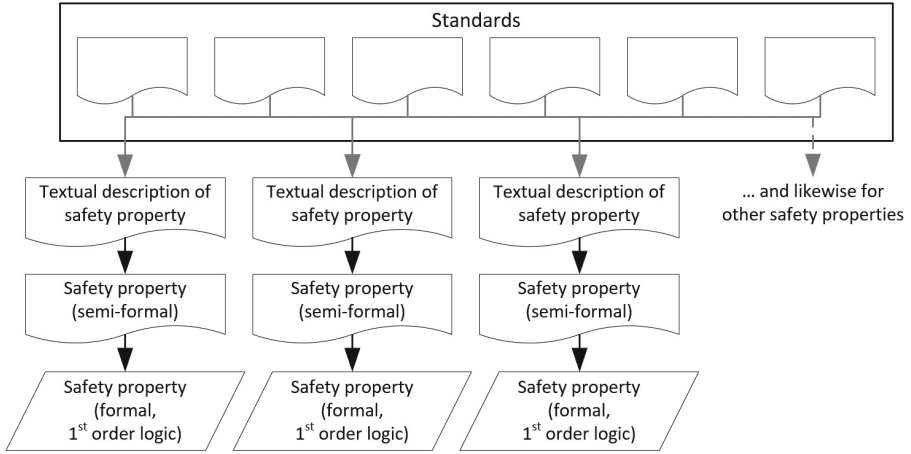 Standards
Textual description of
safety property
Textual description of
safety property
Textual description of
safety property
... and likewise for
other safety properties
Safety property
(semi-formal)
Safety property
(semi-formal)
Safety property
(semi-formal)
Safety property
(formal,
1st order logic)
Safety property
(formal,
1st order logic)
Safety property
(formal,
1st order logic)